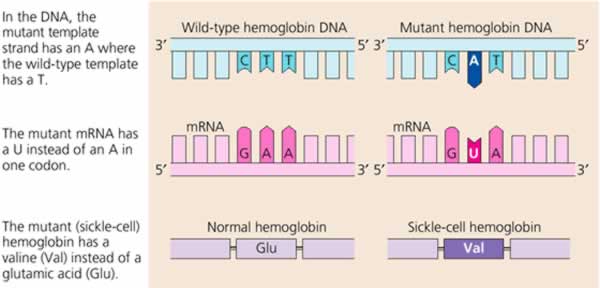 In the DNA, the
mutant template
strand has an A where
the wild-type template
has a T.
Wild-type hemoglobin DNA
Mutant hemoglobin DNA
3′ 5′ 3′ 5′
C T T C A T
The mutant mRNA has
a U instead of an A in
one codon.
mRNA mRNA
G A A G U A
5′ 3′ 5′ 3′
The mutant (sickle-cell)
hemoglobin has a
valine (Val) instead of a
glutamic acid (Glu).
Normal hemoglobin
Sickle-cell hemoglobin
Glu Val